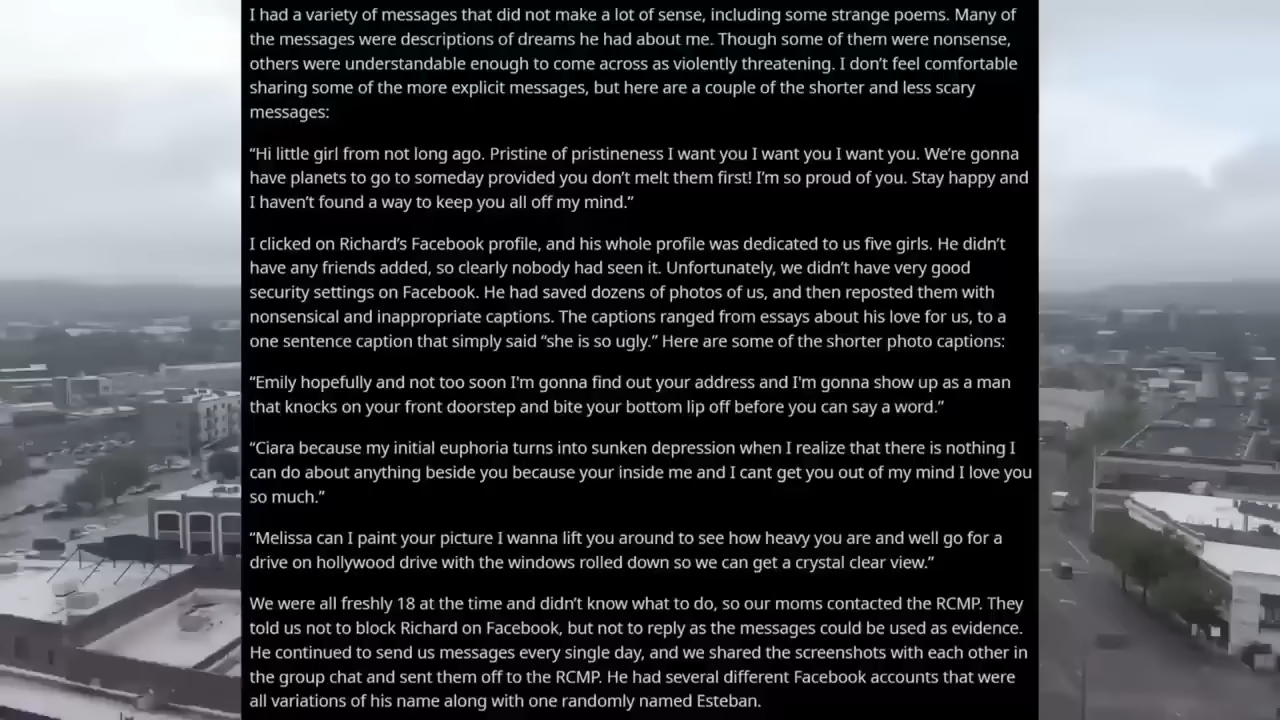 I had a variety of messages that did not make a lot of sense, including some strange poems. Many of
the messages were descriptions of dreams he had about me. Though some of them were nonsense,
others were understandable enough to come across as violently threatening. I don’t feel comfortable
sharing some of the more explicit messages, but here are a couple of the shorter and less scary
messages:
“Hi little girl from not long ago. Pristine of pristineness I want you I want you I want you. We’re gonna
have planets to go to someday provided you don’t melt them first! I’m so proud of you. Stay happy and
I haven’t found a way to keep you all off my mind.”
I clicked on Richard’s Facebook profile, and his whole profile was dedicated to us five girls. He didn’t
have any friends added, so clearly nobody had seen it. Unfortunately, we didn’t have very good
security settings on Facebook. He had saved dozens of photos of us, and then reposted them with
nonsensical and inappropriate captions. The captions ranged from essays about his love for us, to a
one sentence caption that simply said “she is so ugly.” Here are some of the shorter photo captions:
“Emily hopefully and not too soon I'm gonna find out your address and I'm gonna show up as a man
that knocks on your front doorstep and bite your bottom lip off before you can say a word.”
“Ciara because my initial euphoria turns into sunken depression when I realize that there is nothing I
can do about anything beside you because your inside me and I cant get you out of my mind I love you
so much.”
“Melissa can I paint your picture I wanna lift you around to see how heavy you are and well go for a
drive on hollywood drive with the windows rolled down so we can get a crystal clear view.”
We were all freshly 18 at the time and didn’t know what to do, so our moms contacted the RCMP. They
told us not to block Richard on Facebook, but not to reply as the messages could be used as evidence.
He continued to send us messages every single day, and we shared the screenshots with each other in
the group chat and sent them off to the RCMP. He had several different Facebook accounts that were
all variations of his name along with one randomly named Esteban.